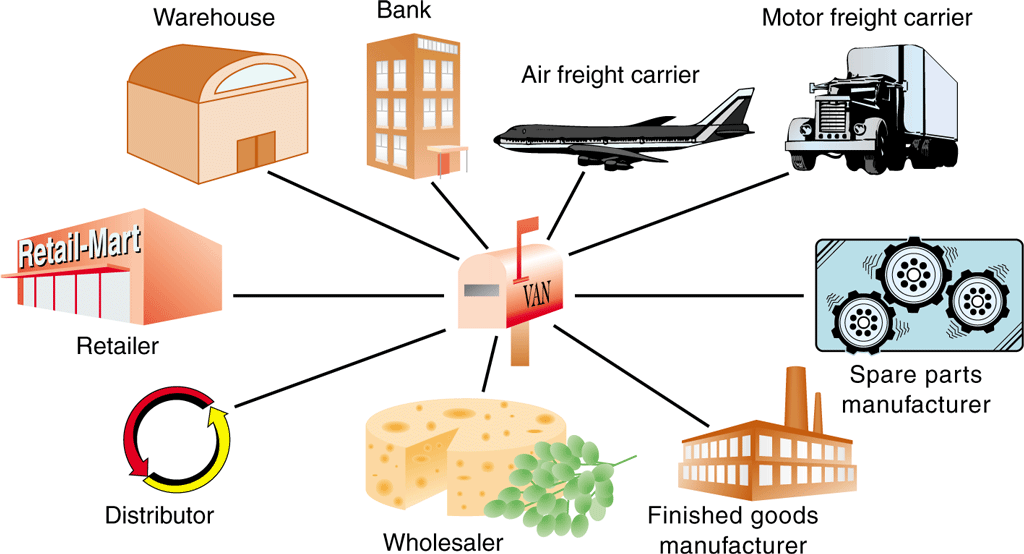 Warehouse
Bank
Motor freight carrier
Air freight carrier
Retail-Mart
VAN
Retailer
Spare parts
manufacturer
Distributor
Wholesaler
Finished goods
manufacturer